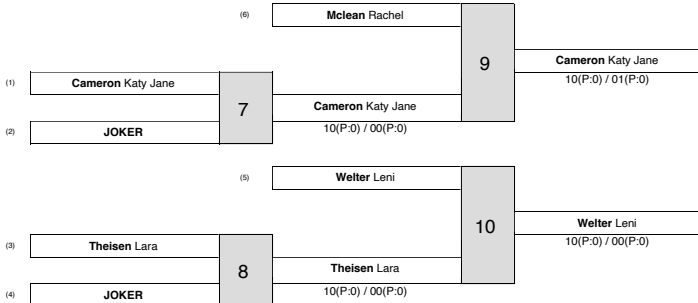 (6) Mclean Rachel
9
Cameron Katy Jane
10(P:0) / 01(P:0)
(1) Cameron Katy Jane
7
Cameron Katy Jane
10(P:0) / 00(P:0)
(2) JOKER
(5) Welter Leni
10
Welter Leni
10(P:0) / 00(P:0)
(3) Theisen Lara
8
Theisen Lara
10(P:0) / 00(P:0)
(4) JOKER